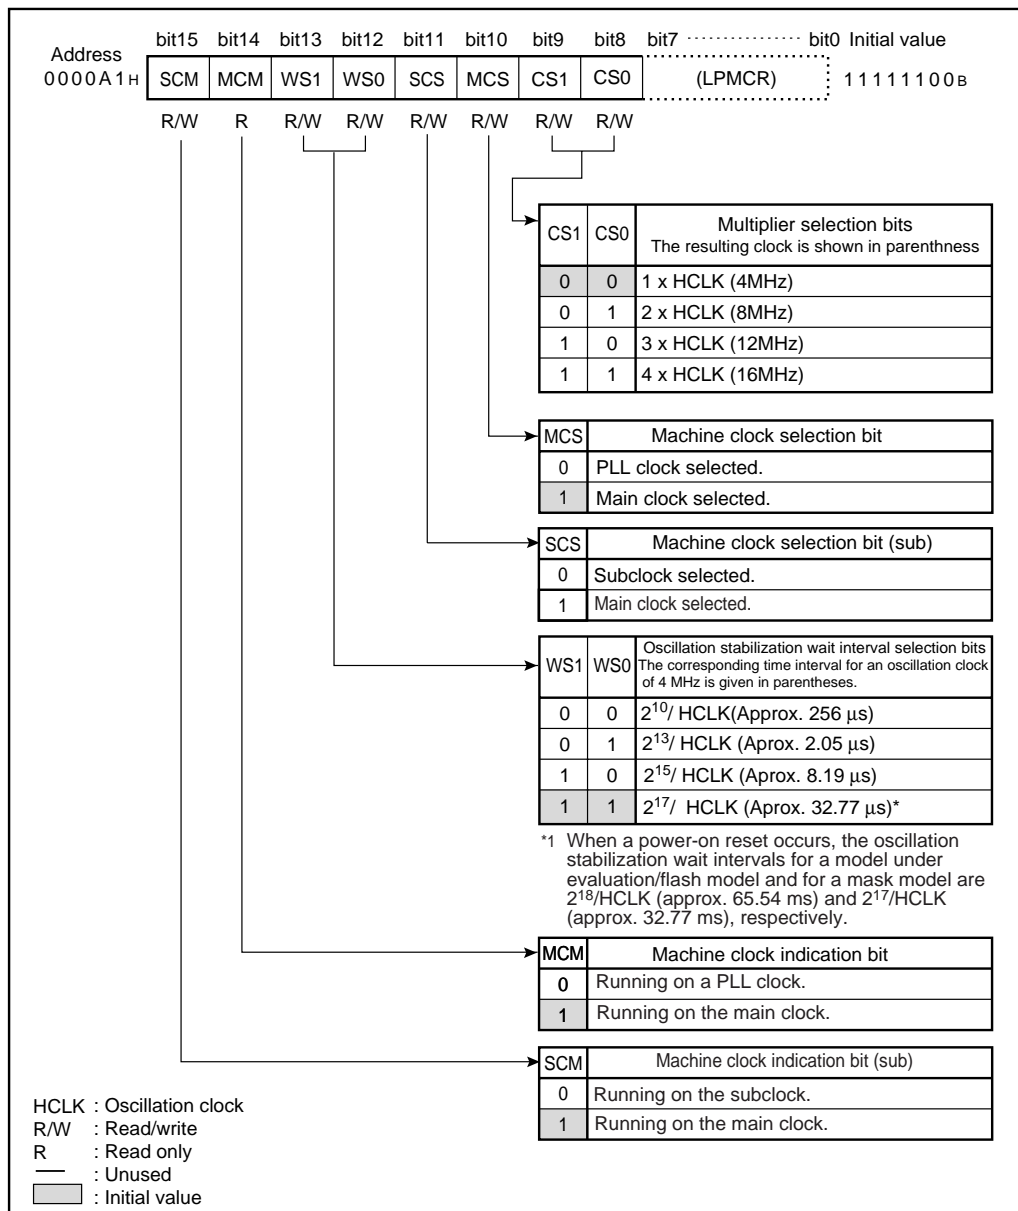 bit15 bit14 bit13 bit12 bit11 bit10 bit9 bit8 bit7 bit0 Initial value
Address
0000A1H SCM MCM WS1 WS0 SCS MCS CS1 CS0 (LPMCR) 11111100B
R/W R R/W R/W R/W R/W R/W R/W
CS1 CS0 Multiplier selection bits
The resulting clock is shown in parenthness
0 0 1 x HCLK (4MHz)
0 1 2 x HCLK (8MHz)
1 0 3 x HCLK (12MHz)
1 1 4 x HCLK (16MHz)
MCS Machine clock selection bit
0 PLL clock selected.
1 Main clock selected.
SCS Machine clock selection bit (sub)
0 Subclock selected.
1 Main clock selected.
WS1 WS0 Oscillation stabilization wait interval selection bits
The corresponding time interval for an oscillation clock
of 4 MHz is given in parentheses.
0 0 2^10/ HCLK(Approx. 256 μs)
0 1 2^13/ HCLK (Aprox. 2.05 μs)
1 0 2^15/ HCLK (Aprox. 8.19 μs)
1 1 2^17/ HCLK (Aprox. 32.77 μs)*
*1 When a power-on reset occurs, the oscillation
stabilization wait intervals for a model under
evaluation/flash model and for a mask model are
2^18/HCLK (approx. 65.54 ms) and 2^17/HCLK
(approx. 32.77 ms), respectively.
MCM Machine clock indication bit
0 Running on a PLL clock.
1 Running on the main clock.
SCM Machine clock indication bit (sub)
0 Running on the subclock.
1 Running on the main clock.
HCLK : Oscillation clock
R/W : Read/write
R : Read only
— : Unused
: Initial value